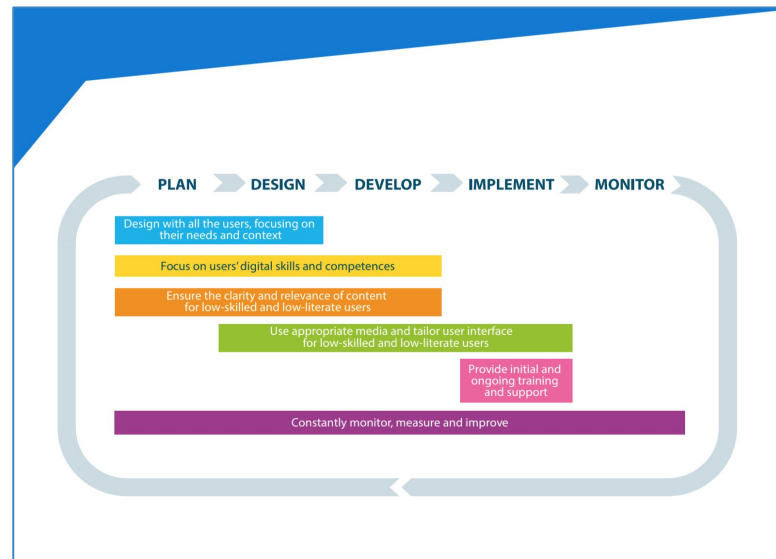 PLAN DESIGN DEVELOP IMPLEMENT MONITOR
Design with all the users, focusing on
their needs and context
Focus on users' digital skills and competences
Ensure the clarity and relevance of content
for low-skilled and low-literate users
Use appropriate media and tailor user interface
for low-skilled and low-literate users
Provide initial and
ongoing training
and support
Constantly monitor, measure and improve